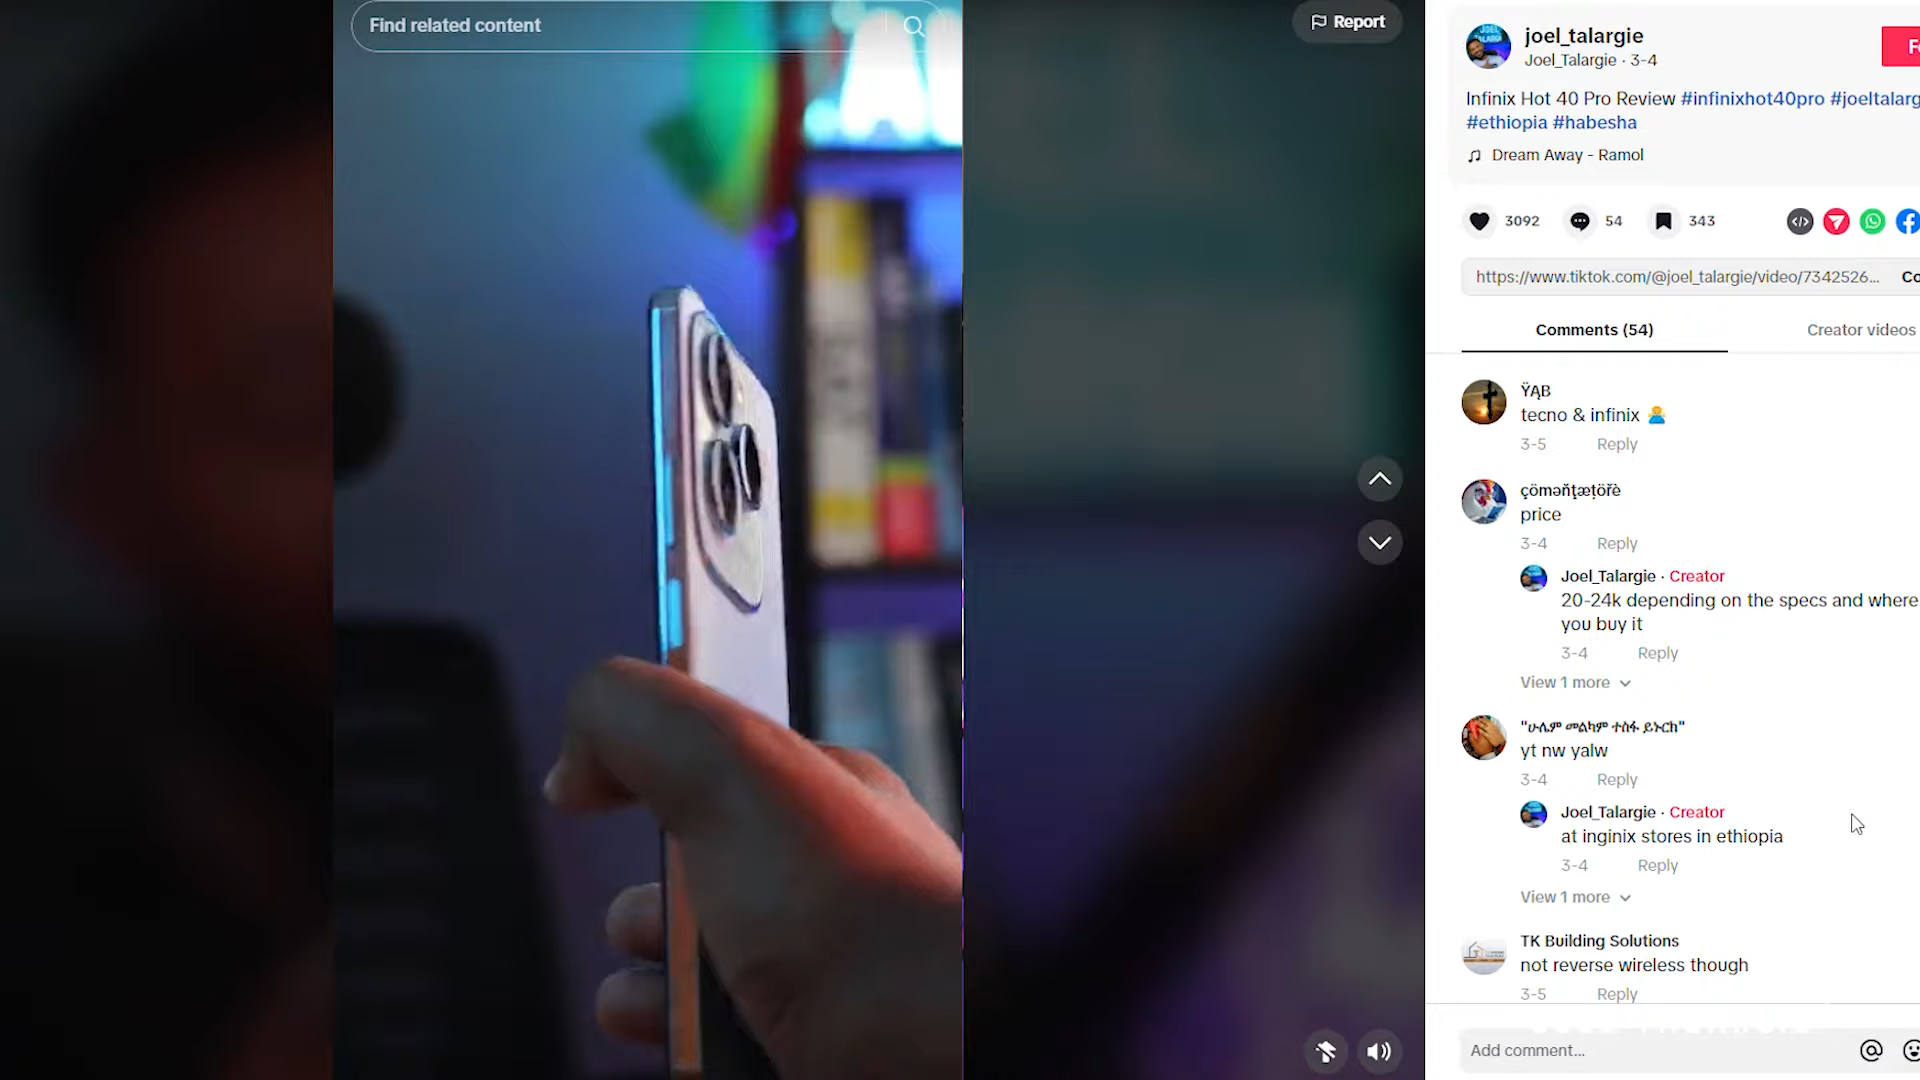 Find related content
Report
joel_talargie
Joel_Talargie · 3-4
Infinix Hot 40 Pro Review #infinixhot40pro #joeltalarg
#ethiopia #habesha
Dream Away - Ramol
3092
54
343
https://www.tiktok.com/@joel_talargie/video/7342526...
Co
Comments (54)
Creator videos
ŸĄB
tecno & infinix 🤷
3-5 Reply
çöməňţæțöřè
price
3-4 Reply
Joel_Talargie · Creator
20-24k depending on the specs and where
you buy it
3-4 Reply
View 1 more
"ሁሌም መልካም ተስፋ ይኑርክ"
yt nw yalw
3-4 Reply
Joel_Talargie · Creator
at inginix stores in ethiopia
3-4 Reply
View 1 more
TK Building Solutions
not reverse wireless though
3-5 Reply
Add comment...